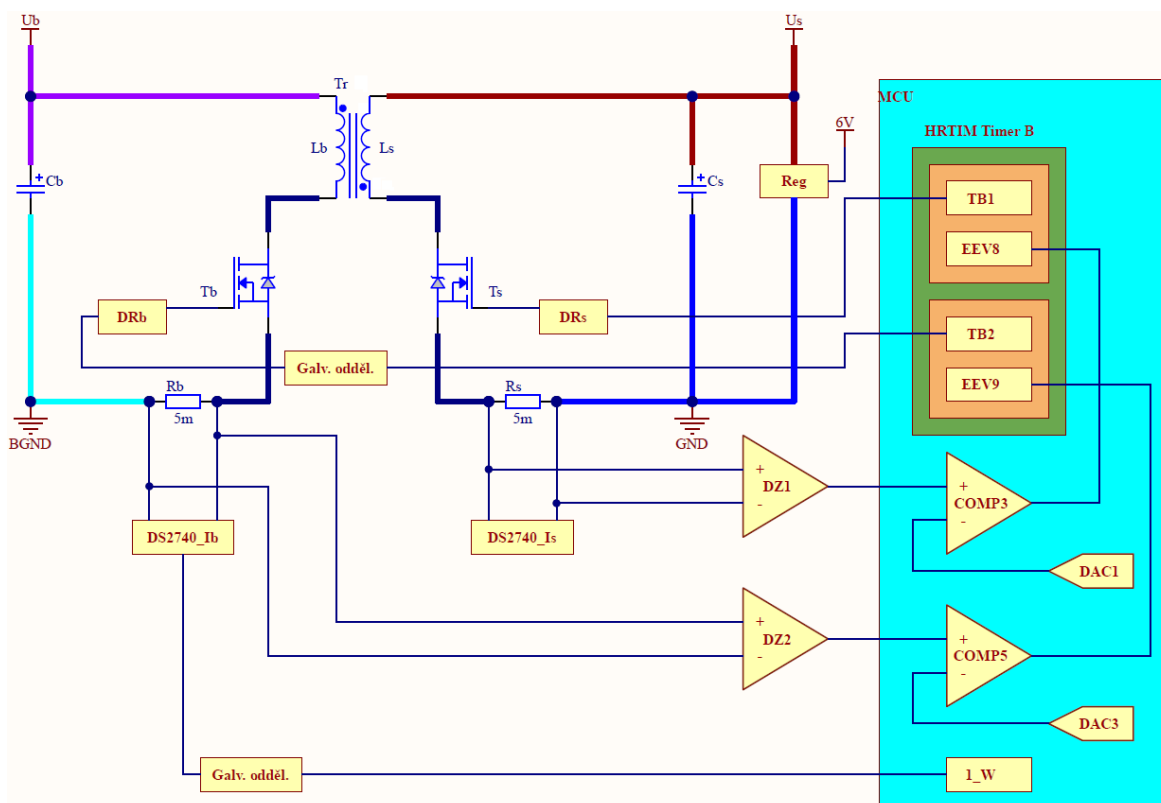 Ub
Us
Tr
MCU
6V
HRTIM Timer B
Lb
Ls
Cb
+
Cs
+
Reg
TB1
EEV8
Tb
Ts
DRb
DRs
TB2
Galv. odděl.
EEV9
Rb
5m
Rs
5m
BGND
GND
+
DZ1
-
+
COMP3
-
DS2740_Ib
DS2740_Is
DAC1
+
DZ2
-
+
COMP5
-
DAC3
Galv. odděl.
1_W